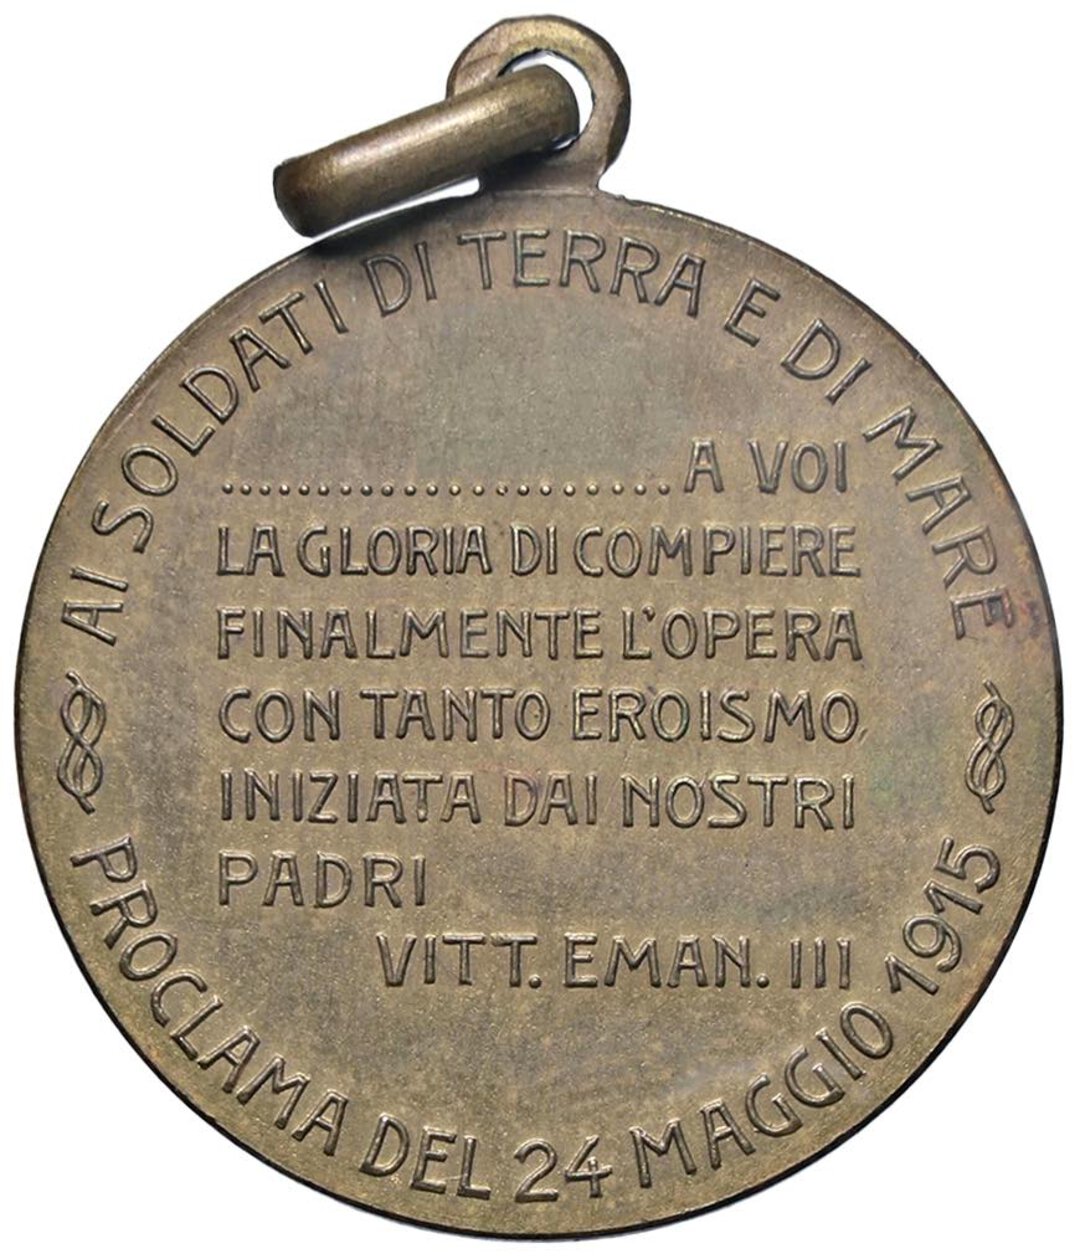 AI SOLDATI DI TERRA E DI MARE
......................A VOI
LA GLORIA DI COMPIERE
FINALMENTE L'OPERA
CON TANTO EROISMO,
INIZIATA DAI NOSTRI
PADRI
VITT. EMAN. III
PROCLAMA DEL 24 MAGGIO 1915